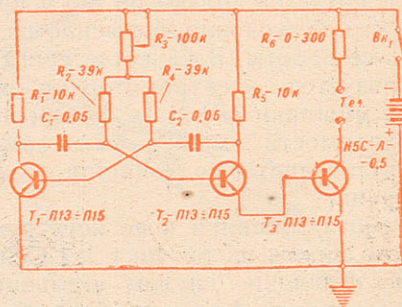 R₃-100к
R₆-0÷300
Вк₁
R₂-39к
R₄-39к
R₁-10к
C₁-0,05
C₂-0,05
R₅-10к
Тел.
НБС-Л-
-0,5
T₁-П13÷П15
T₂-П13÷П15
T₃-П13÷П15